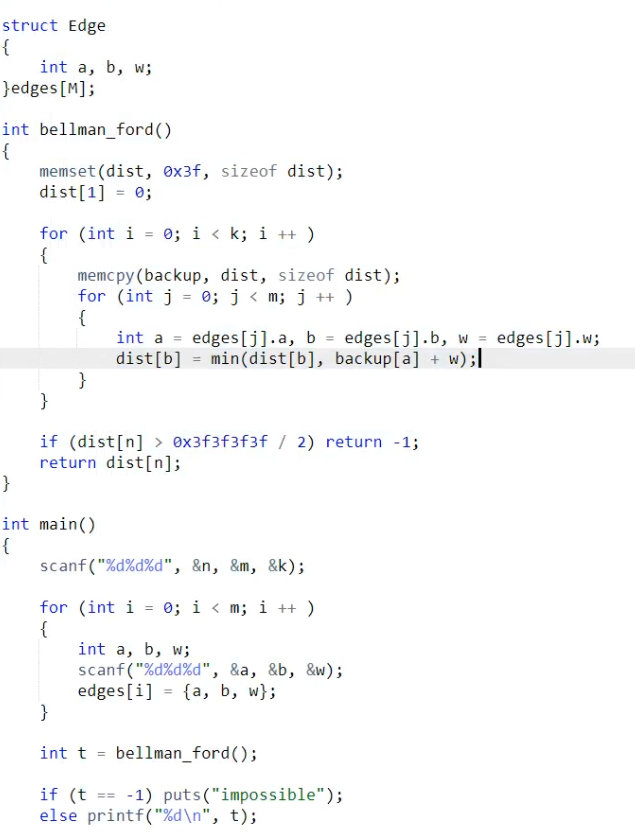 struct Edge
{
    int a, b, w;
}edges[M];

int bellman_ford()
{
    memset(dist, 0x3f, sizeof dist);
    dist[1] = 0;

    for (int i = 0; i < k; i ++ )
    {
        memcpy(backup, dist, sizeof dist);
        for (int j = 0; j < m; j ++ )
        {
            int a = edges[j].a, b = edges[j].b, w = edges[j].w;
            dist[b] = min(dist[b], backup[a] + w);
        }
    }

    if (dist[n] > 0x3f3f3f3f / 2) return -1;
    return dist[n];
}

int main()
{
    scanf("%d%d%d", &n, &m, &k);

    for (int i = 0; i < m; i ++ )
    {
        int a, b, w;
        scanf("%d%d%d", &a, &b, &w);
        edges[i] = {a, b, w};
    }

    int t = bellman_ford();

    if (t == -1) puts("impossible");
    else printf("%d\n", t);